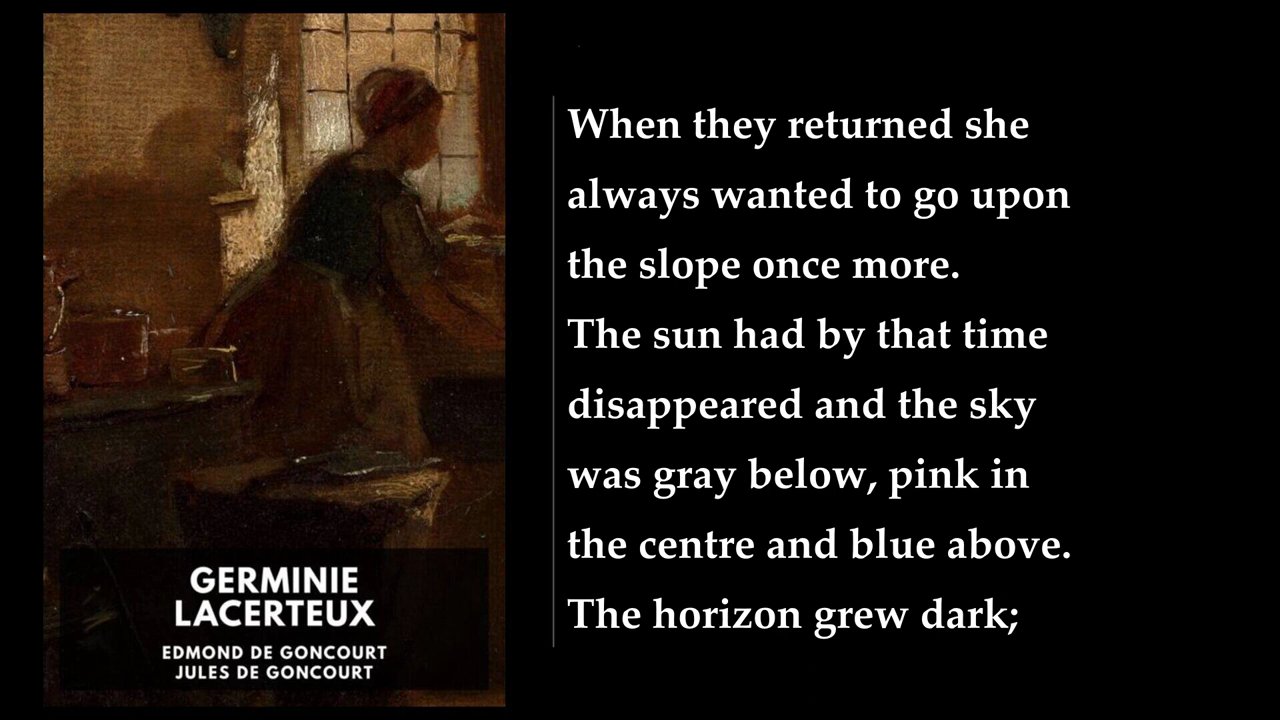 GERMINIE
LACERTEUX
EDMOND DE GONCOURT
JULES DE GONCOURT
When they returned she
always wanted to go upon
the slope once more.
The sun had by that time
disappeared and the sky
was gray below, pink in
the centre and blue above.
The horizon grew dark;